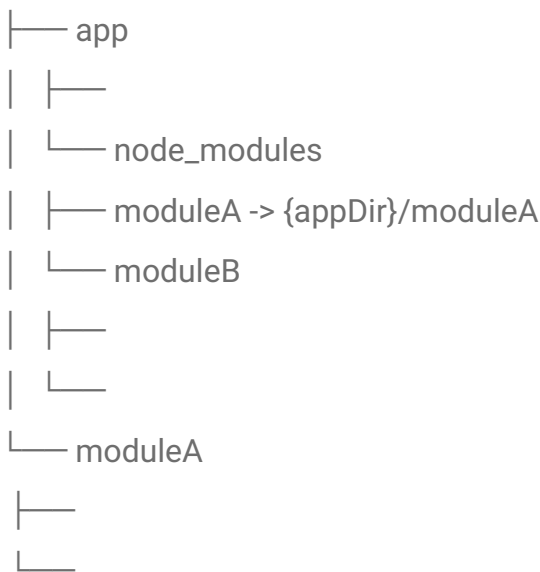 ├── app
│ ├──
│ └── node_modules
│ ├── moduleA -> {appDir}/moduleA
│ └── moduleB
│ ├──
│ └──
└── moduleA
├──
└──